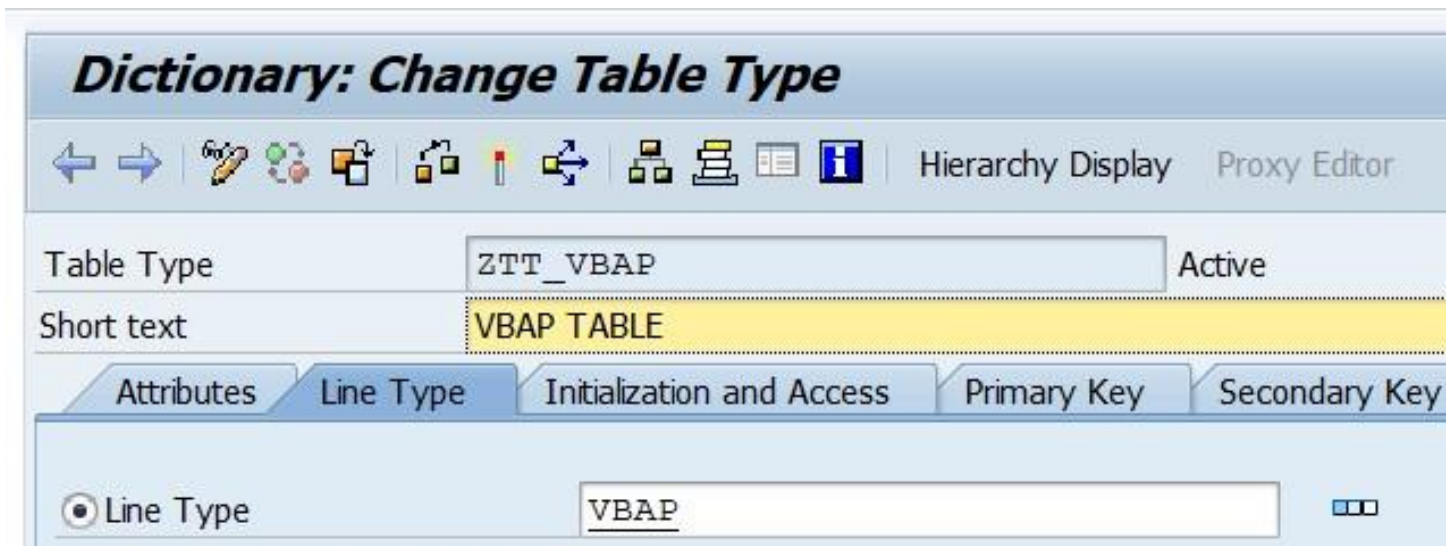 Dictionary: Change Table Type
Hierarchy Display Proxy Editor
Table Type ZTT_VBAP Active
Short text VBAP TABLE
Attributes Line Type Initialization and Access Primary Key Secondary Key
Line Type VBAP